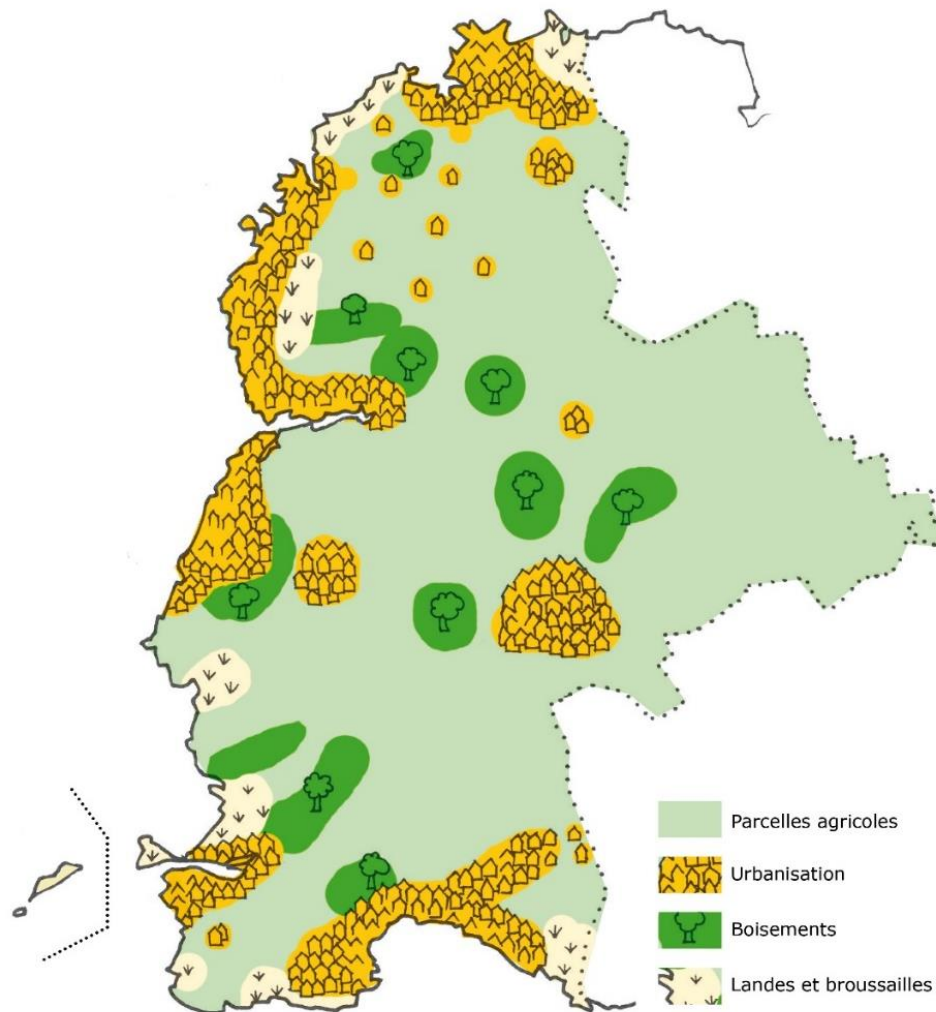 Parcelles agricoles
Urbanisation
Boisements
Landes et broussailles